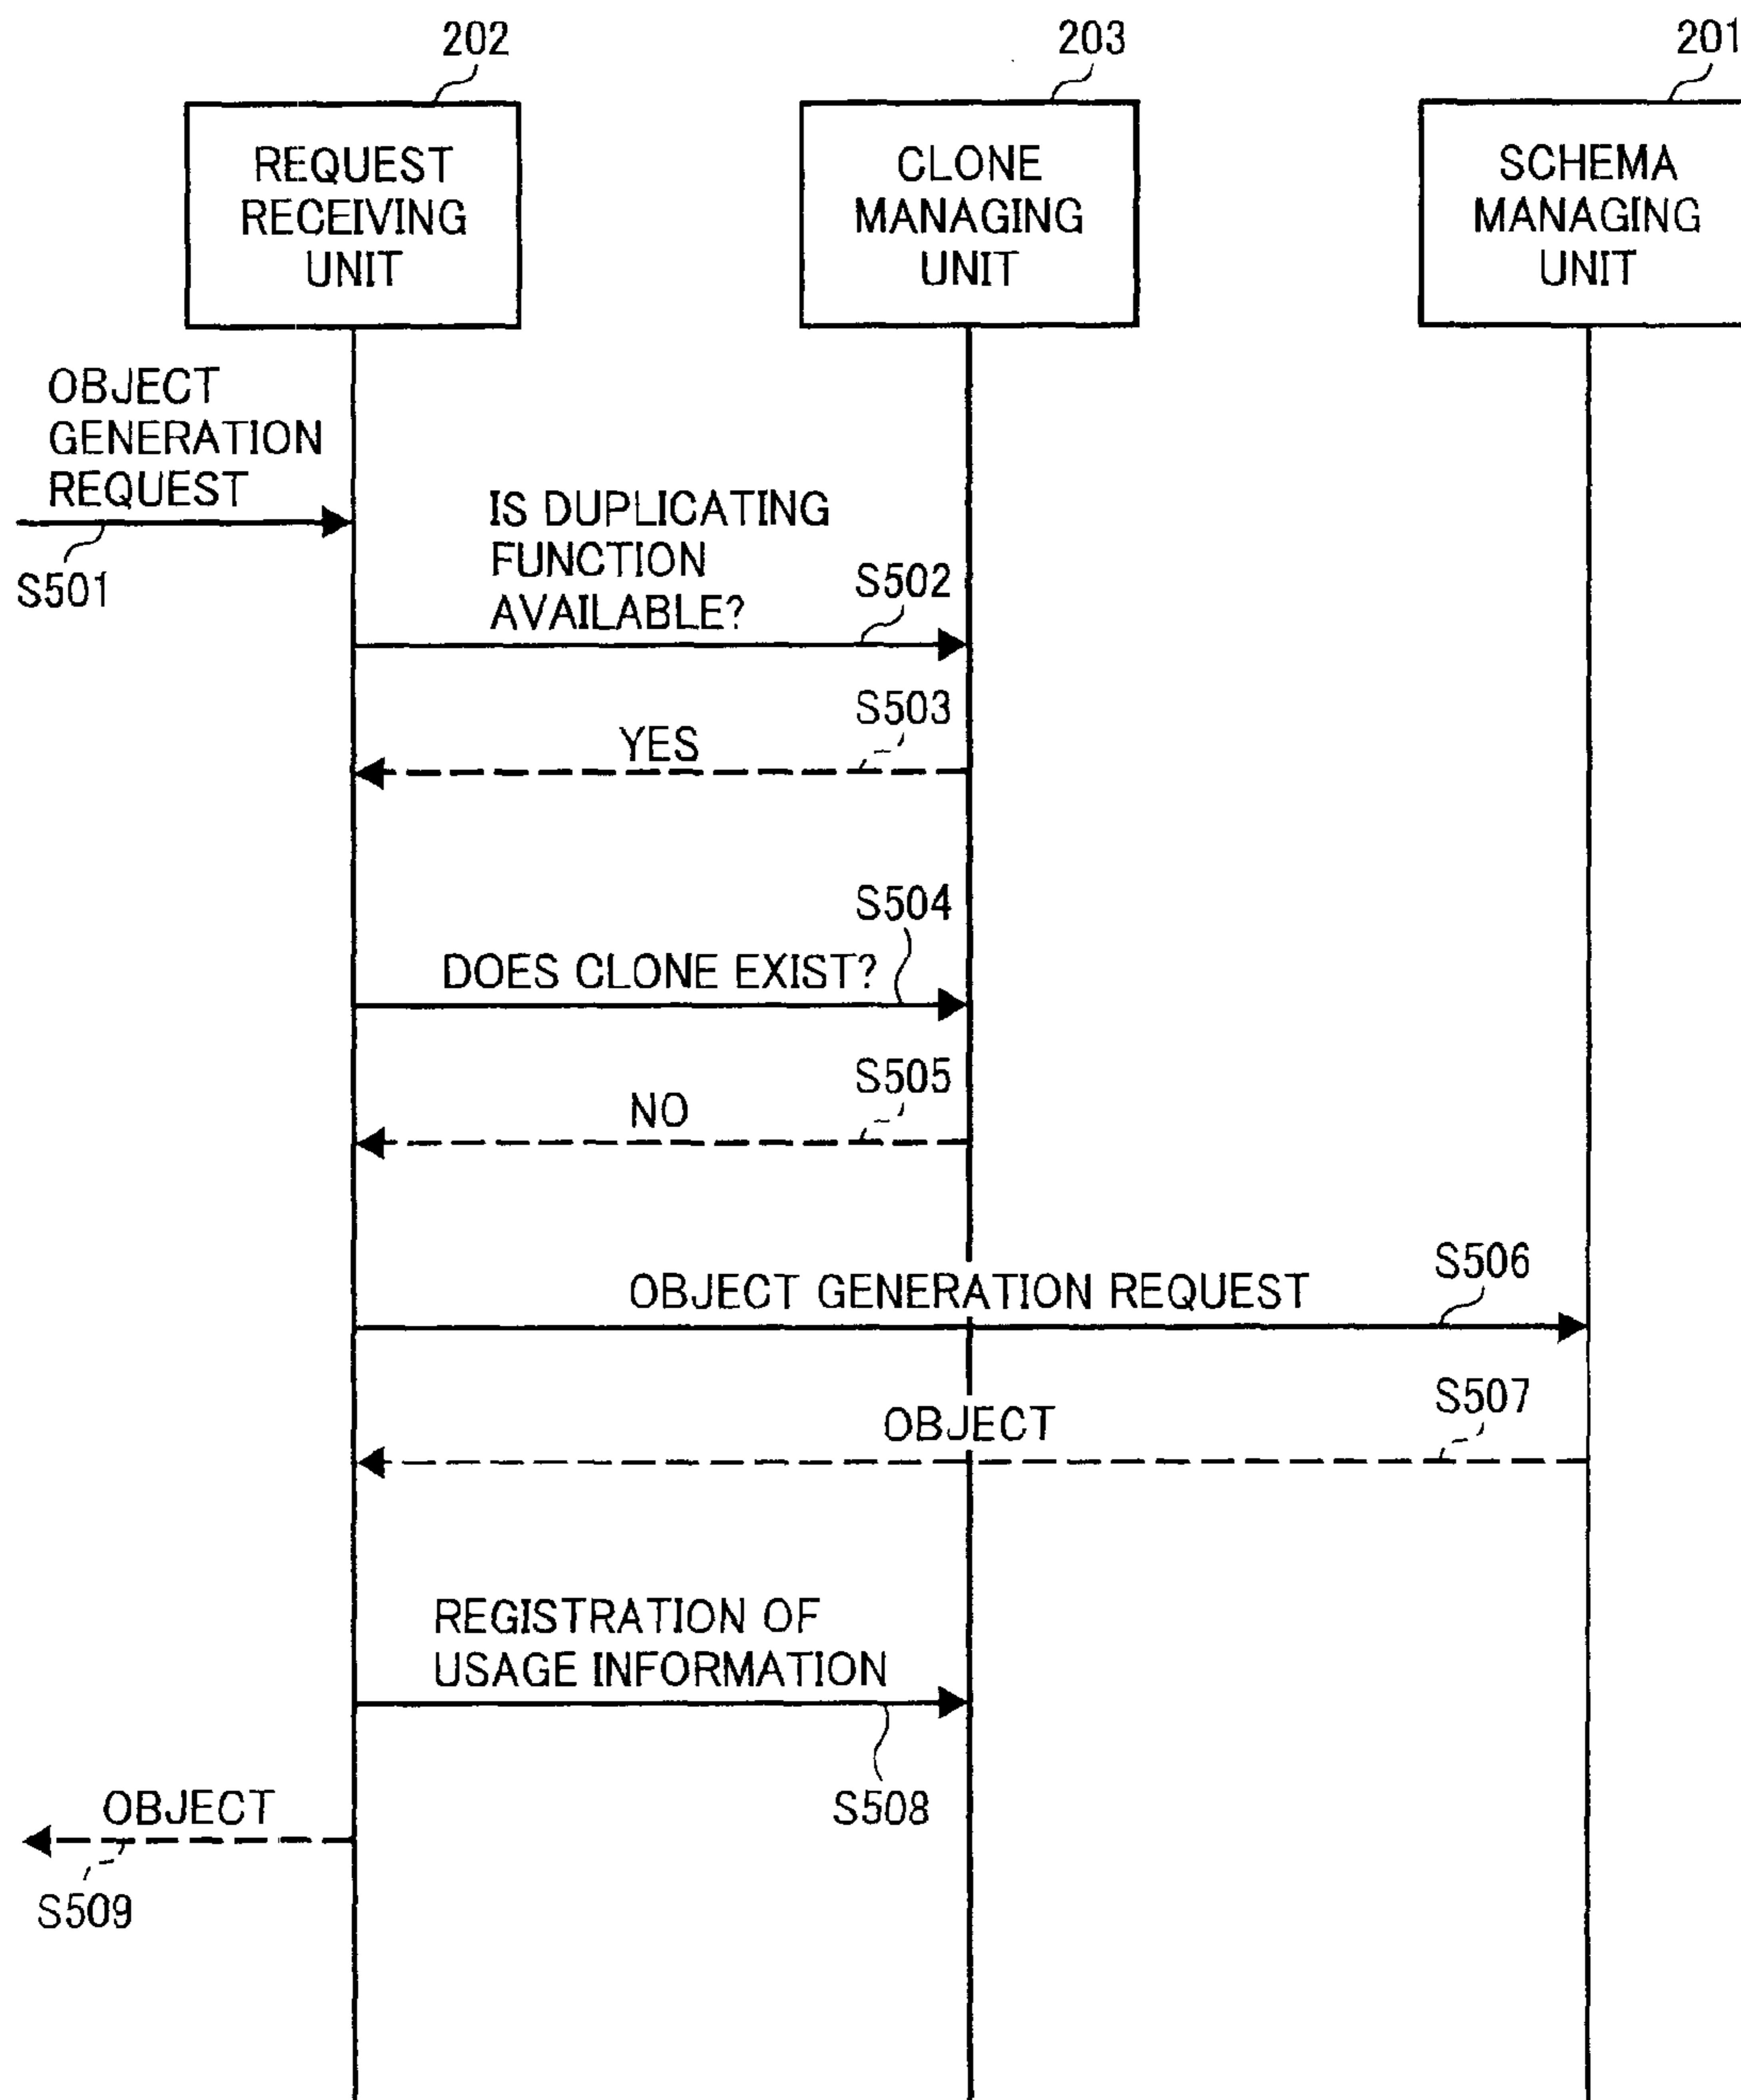 202
203
201
REQUEST
RECEIVING
UNIT
CLONE
MANAGING
UNIT
SCHEMA
MANAGING
UNIT
OBJECT
GENERATION
REQUEST
S501
IS DUPLICATING
FUNCTION
AVAILABLE?
S502
S503
YES
S504
DOES CLONE EXIST?
S505
NO
S506
OBJECT GENERATION REQUEST
S507
OBJECT
REGISTRATION OF
USAGE INFORMATION
S508
OBJECT
S509